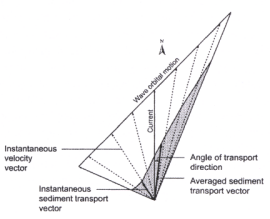 N
Wave orbital motion
Current
Instantaneous
velocity
vector
Angle of transport
direction
Instantaneous
sediment transport
vector
Averaged sediment
transport vector